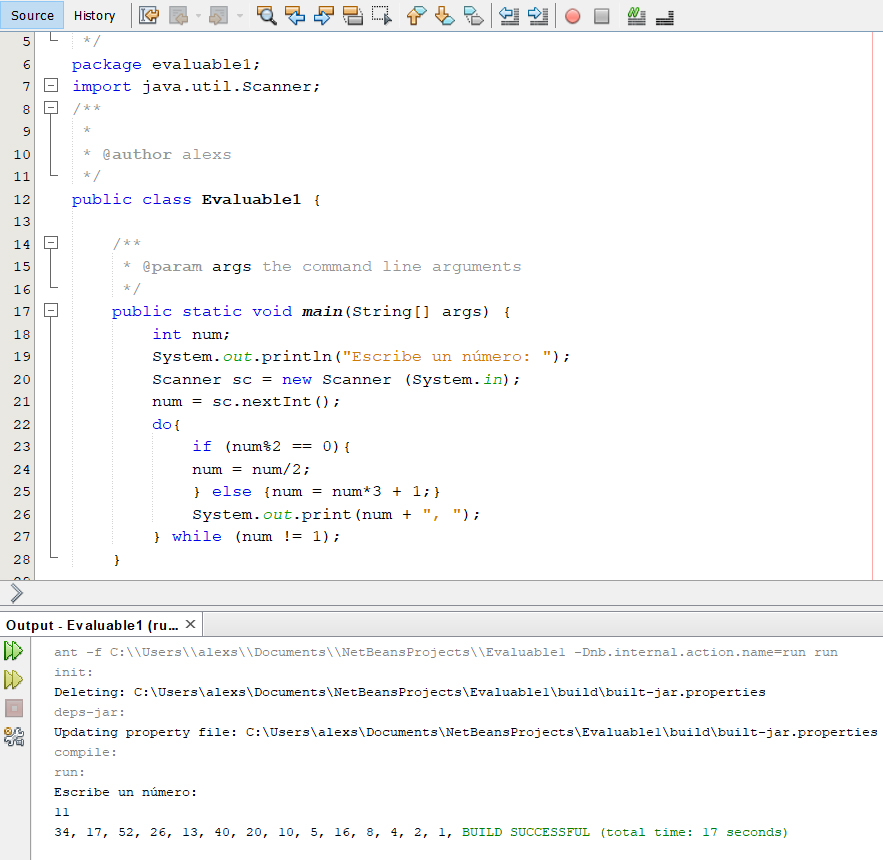 Source History
5 */
6 package evaluable1;
7 import java.util.Scanner;
8 /**
9 *
10 * @author alexs
11 */
12 public class Evaluable1 {
13
14 /**
15 * @param args the command line arguments
16 */
17 public static void main(String[] args) {
18 int num;
19 System.out.println("Escribe un número: ");
20 Scanner sc = new Scanner (System.in);
21 num = sc.nextInt();
22 do{
23 if (num%2 == 0){
24 num = num/2;
25 } else {num = num*3 + 1;}
26 System.out.print(num + ", ");
27 } while (num != 1);
28 }
Output - Evaluable1 (ru...
ant -f C:\\Users\\alexs\\Documents\\NetBeansProjects\\Evaluable1 -Dnb.internal.action.name=run run
init:
Deleting: C:\Users\alexs\Documents\NetBeansProjects\Evaluable1\build\built-jar.properties
deps-jar:
Updating property file: C:\Users\alexs\Documents\NetBeansProjects\Evaluable1\build\built-jar.properties
compile:
run:
Escribe un número:
11
34, 17, 52, 26, 13, 40, 20, 10, 5, 16, 8, 4, 2, 1, BUILD SUCCESSFUL (total time: 17 seconds)